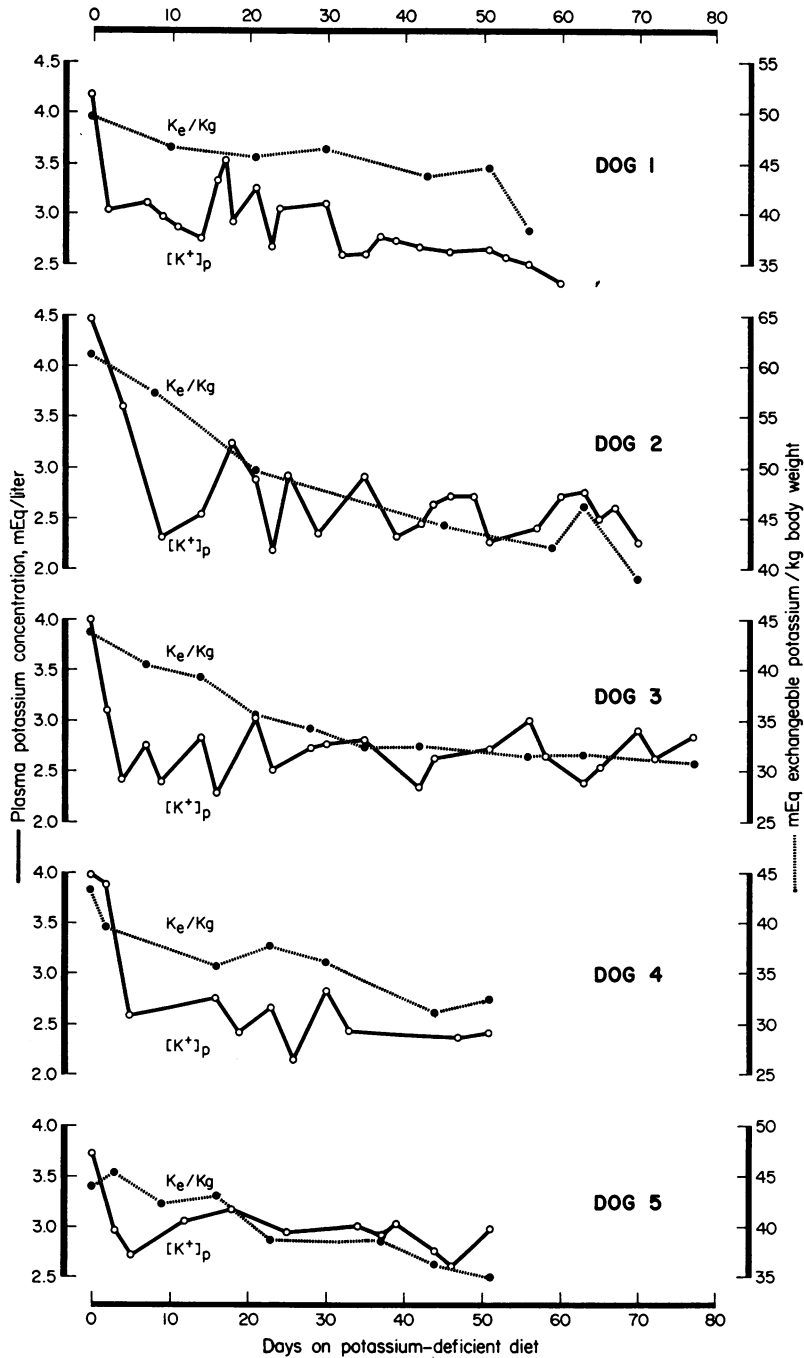 0 10 20 30 40 50 60 70 80
4.5 55
4.0 50
3.5 45
3.0 40
2.5 35
Ke/Kg
[K+]p
DOG 1
4.5 65
4.0 60
3.5 55
3.0 50
2.5 45
2.0 40
Ke/Kg
[K+]p
DOG 2
4.0 45
3.5 40
3.0 35
2.5 30
2.0 25
Ke/Kg
[K+]p
DOG 3
4.0 45
3.5 40
3.0 35
2.5 30
2.0 25
Ke/Kg
[K+]p
DOG 4
4.0 50
3.5 45
3.0 40
2.5 35
Ke/Kg
[K+]p
DOG 5
0 10 20 30 40 50 60 70 80
Days on potassium-deficient diet
Plasma potassium concentration, mEq/liter
mEq exchangeable potassium/kg body weight